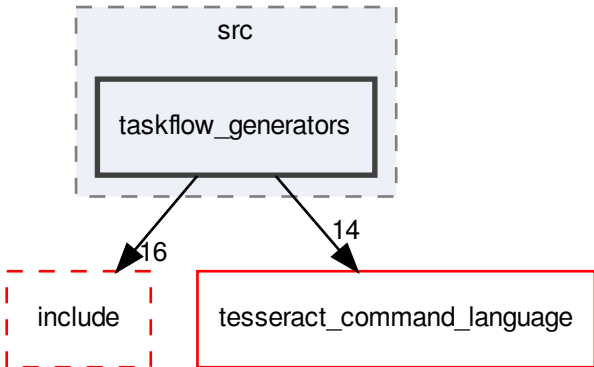 src
taskflow_generators
16
14
include
tesseract_command_language